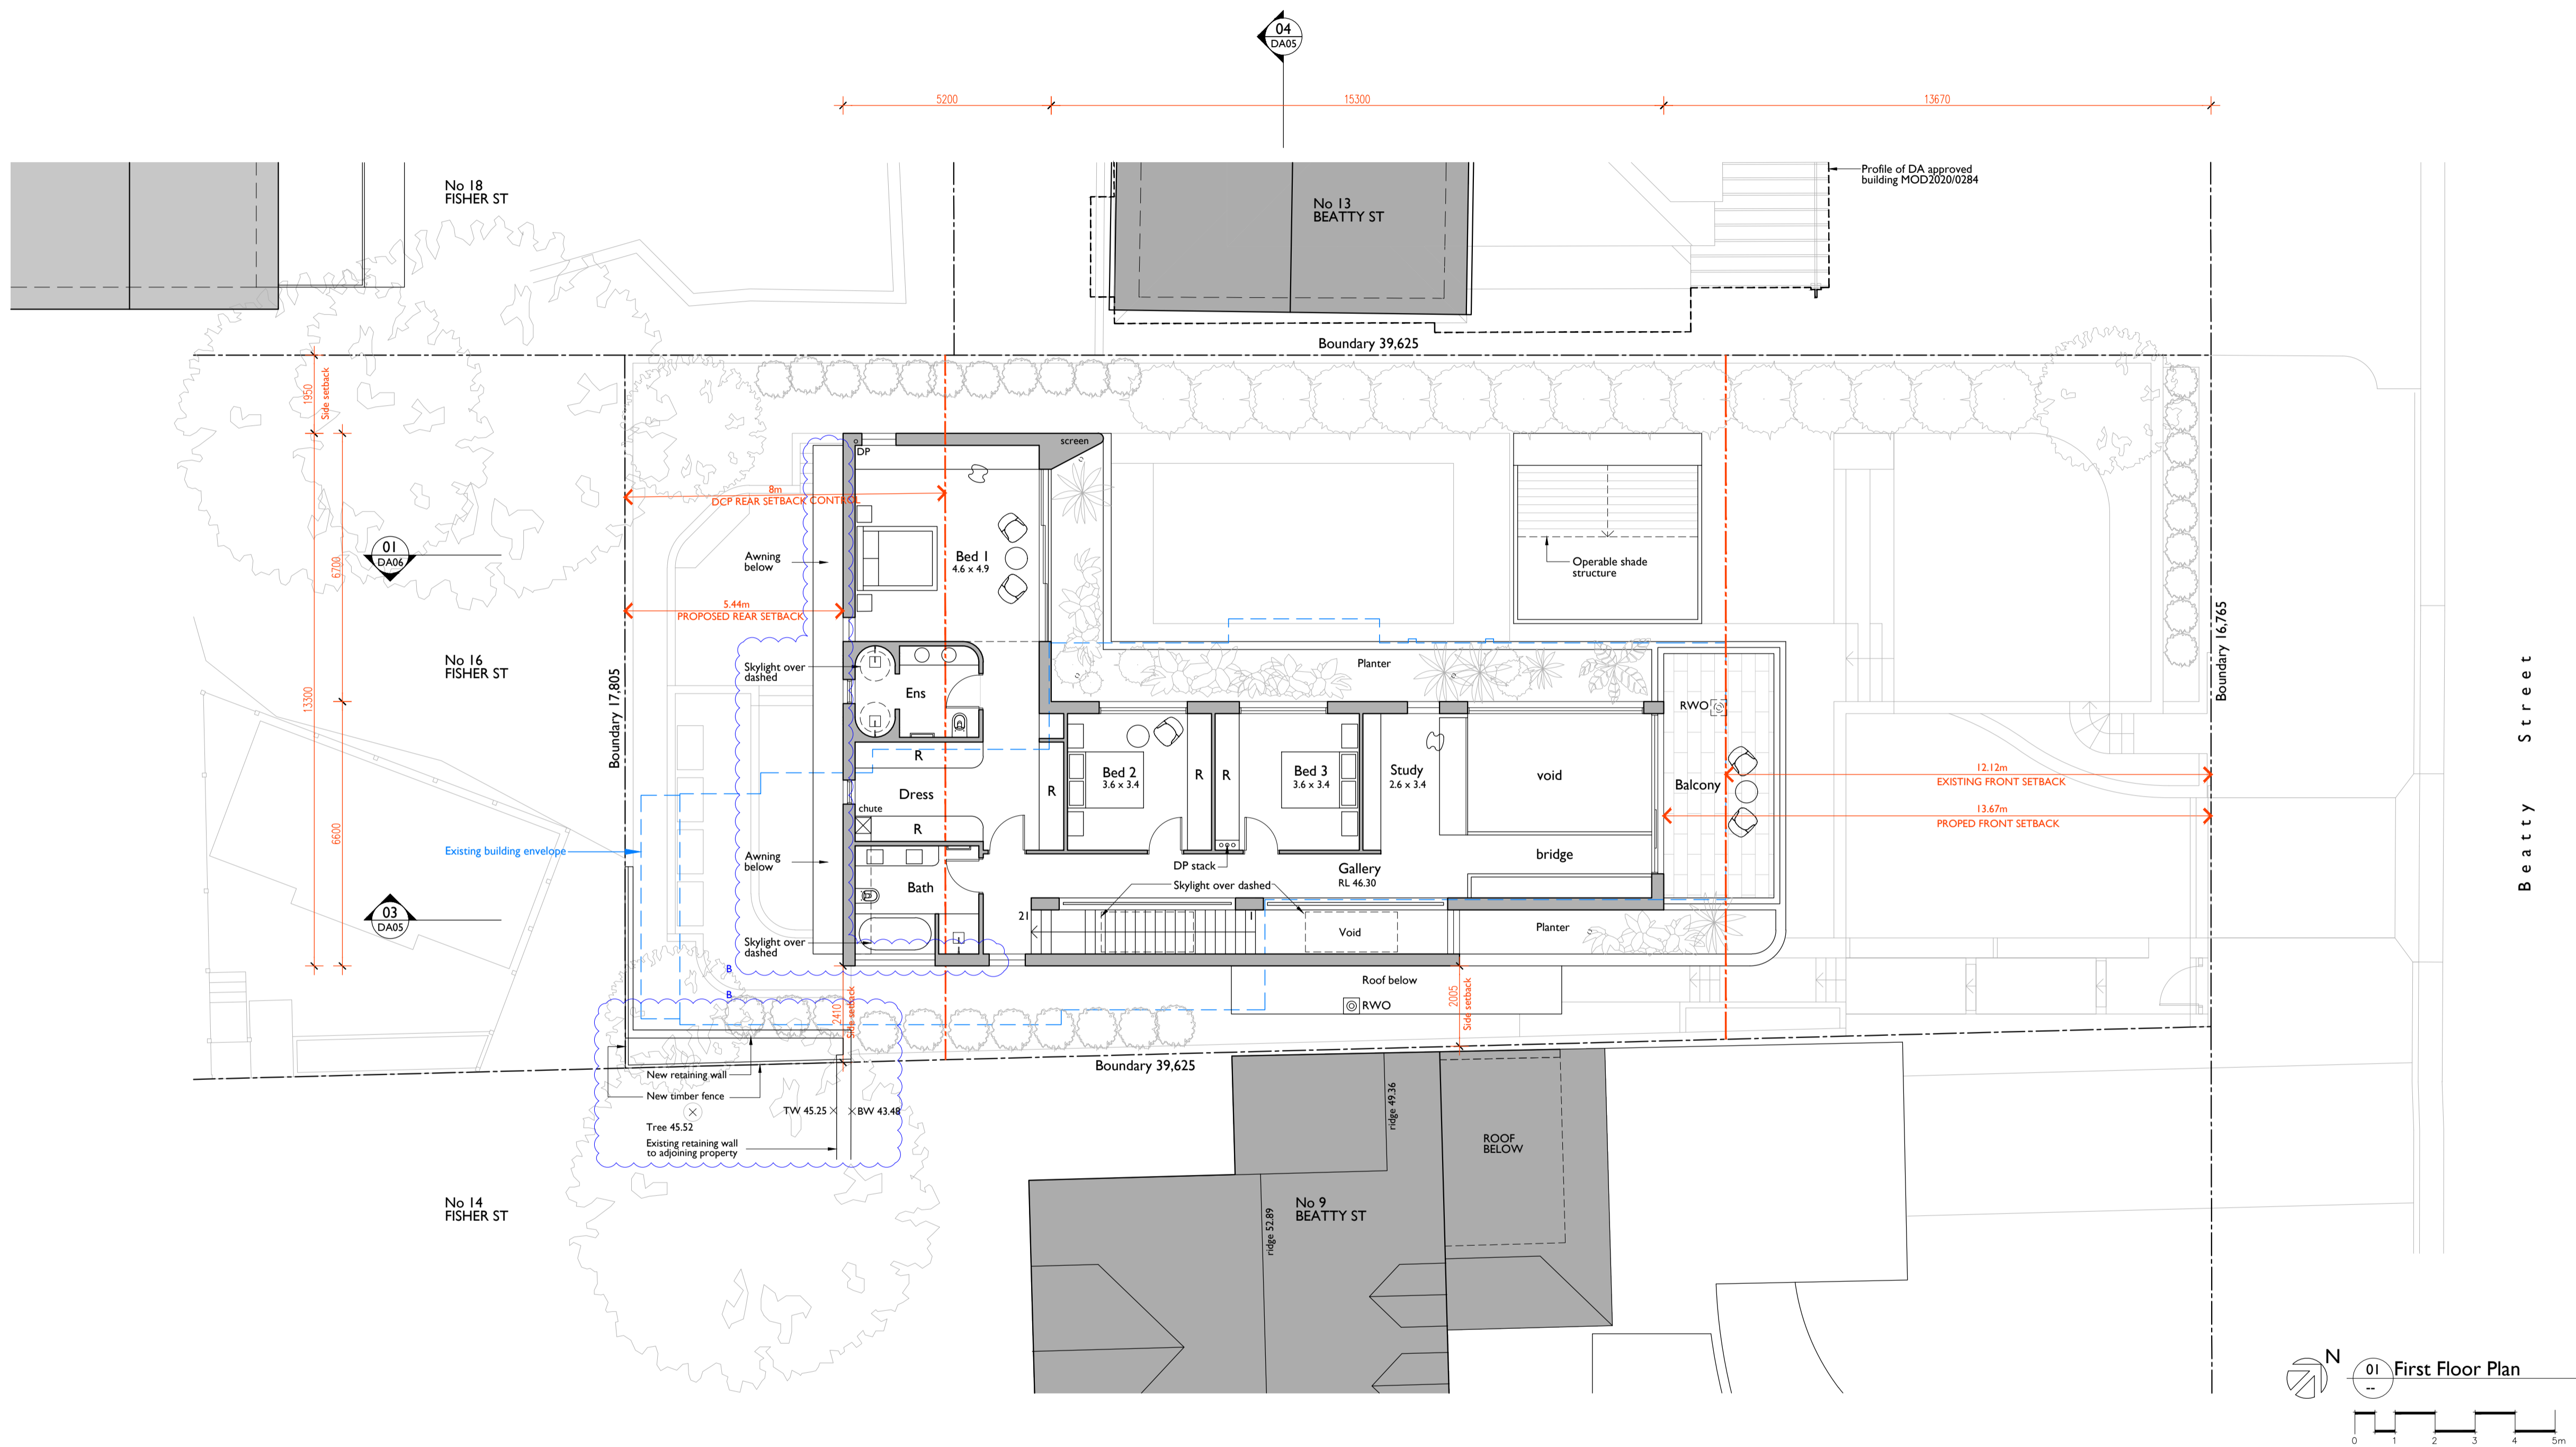 04
DA05
5200
15300
13670
No 18
FISHER ST
No 13
BEATTY ST
Profile of DA approved
building MOD2020/0284
Boundary 39,625
1950
Side setback
screen
DP
8m
DCP REAR SETBACK CONTROL
01
DA06
6700
Awning
below
Bed 1
4.6 x 4.9
Operable shade
structure
5.44m
PROPOSED REAR SETBACK
Boundary 16,765
Beatty Street
No 16
FISHER ST
Boundary 17,805
13300
Skylight over
dashed
Ens
Planter
RWO
R
Dress
R
Bed 2
3.6 x 3.4
R
R
Bed 3
3.6 x 3.4
Study
2.6 x 3.4
void
Balcony
12.12m
EXISTING FRONT SETBACK
13.67m
PROPED FRONT SETBACK
chute
R
6600
Existing building envelope
Awning
below
Bath
DP stack
Gallery
RL 46.30
bridge
Skylight over dashed
03
DA05
21
1
Void
Planter
Skylight over
dashed
B
B
Roof below
RWO
2410
Side setback
2005
Side setback
Boundary 39,625
New retaining wall
New timber fence
TW 45.25
BW 43.48
Tree 45.52
Existing retaining wall
to adjoining property
ridge 49.36
ROOF
BELOW
No 14
FISHER ST
ridge 52.89
No 9
BEATTY ST
N
01
--
First Floor Plan
0
1
2
3
4
5m